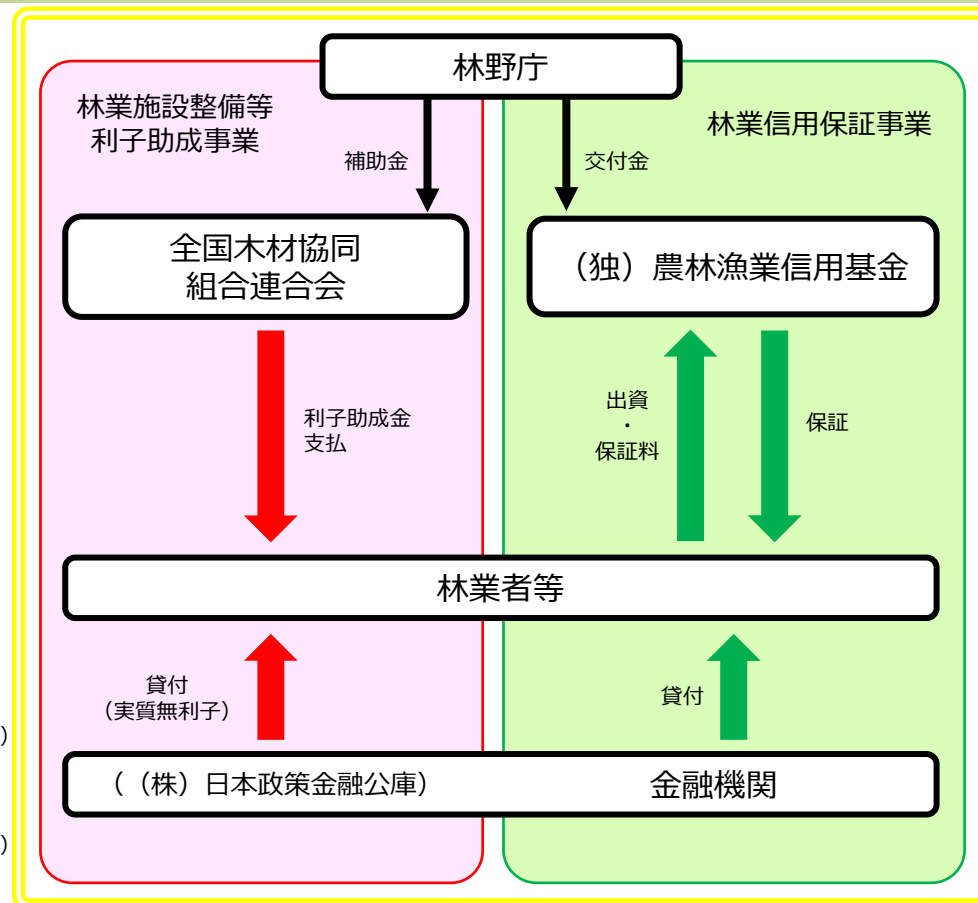 林野庁
林業施設整備等
利子助成事業
林業信用保証事業
補助金
交付金
全国木材協同
組合連合会
（独）農林漁業信用基金
利子助成金
支払
出資
・
保証料
保証
林業者等
貸付
（実質無利子）
貸付
（（株）日本政策金融公庫）
金融機関
）
）